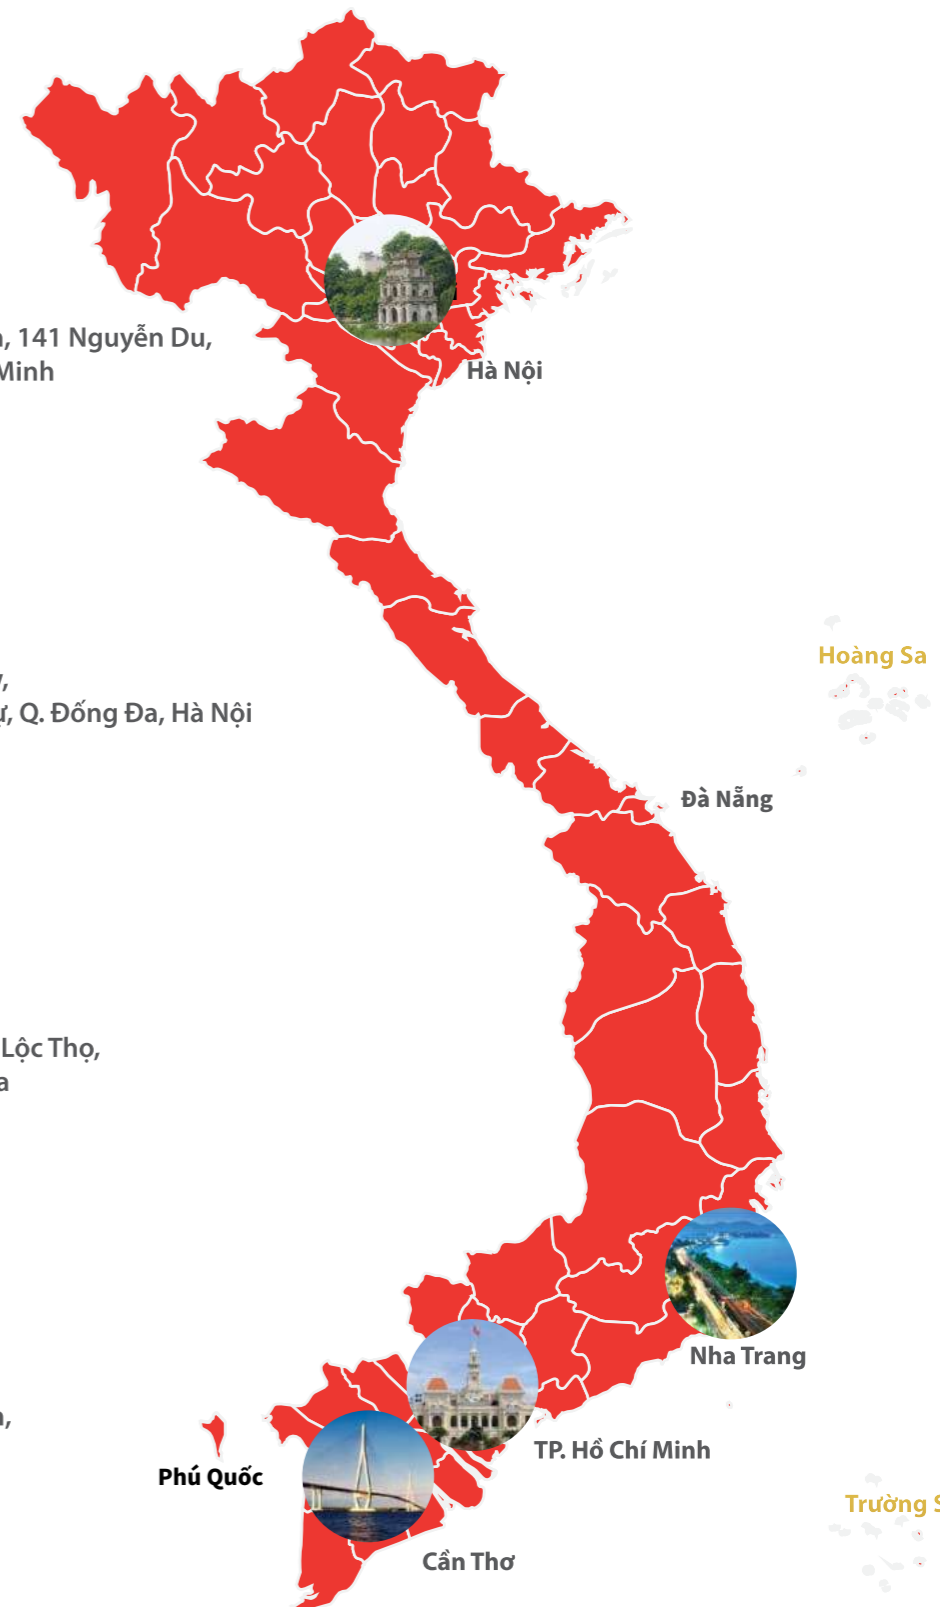 141 Nguyễn Du,
Minh
Hà Nội
Hoàng Sa
Q. Đống Đa, Hà Nội
Đà Nẵng
Lộc Thọ,
Nha Trang
TP. Hồ Chí Minh
Phú Quốc
Trường
Cần Thơ